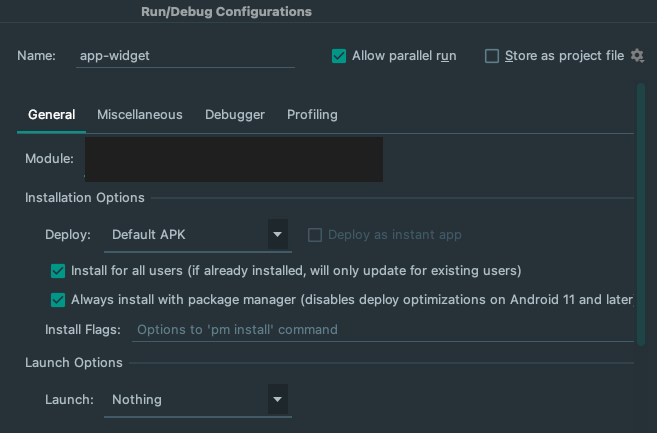 Run/Debug Configurations
Name: app-widget Allow parallel run Store as project file
General Miscellaneous Debugger Profiling
Module:
Installation Options
Deploy: Default APK Deploy as instant app
Install for all users (if already installed, will only update for existing users)
Always install with package manager (disables deploy optimizations on Android 11 and later
Install Flags: Options to 'pm install' command
Launch Options
Launch: Nothing